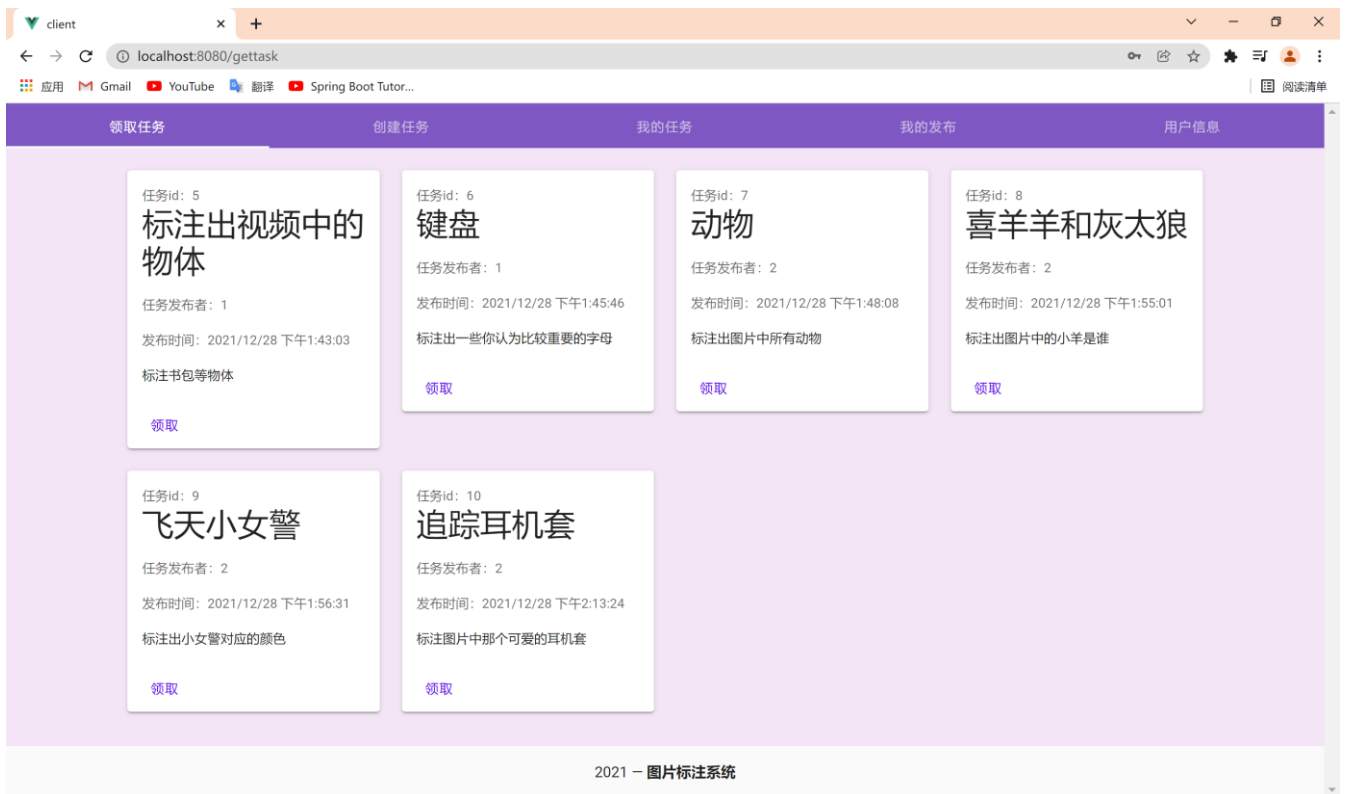 client
localhost:8080/gettask
应用 Gmail YouTube 翻译 Spring Boot Tutor... 阅读清单
领取任务 创建任务 我的任务 我的发布 用户信息
任务id：5
标注出视频中的
物体
任务发布者：1
发布时间：2021/12/28 下午1:43:03
标注书包等物体
领取
任务id：6
键盘
任务发布者：1
发布时间：2021/12/28 下午1:45:46
标注出一些你认为比较重要的字母
领取
任务id：7
动物
任务发布者：2
发布时间：2021/12/28 下午1:48:08
标注出图片中所有动物
领取
任务id：8
喜羊羊和灰太狼
任务发布者：2
发布时间：2021/12/28 下午1:55:01
标注出图片中的小羊是谁
领取
任务id：9
飞天小女警
任务发布者：2
发布时间：2021/12/28 下午1:56:31
标注出小女警对应的颜色
领取
任务id：10
追踪耳机套
任务发布者：2
发布时间：2021/12/28 下午2:13:24
标注图片中那个可爱的耳机套
领取
2021 — 图片标注系统